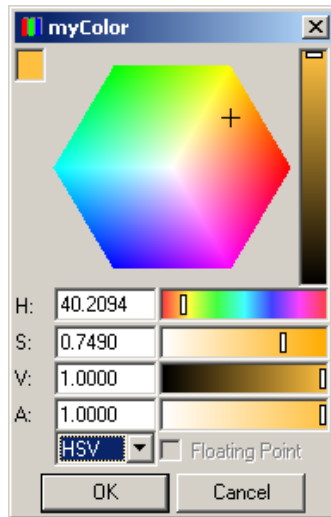 myColor
H: 40.2094
S: 0.7490
V: 1.0000
A: 1.0000
HSV Floating Point
OK Cancel